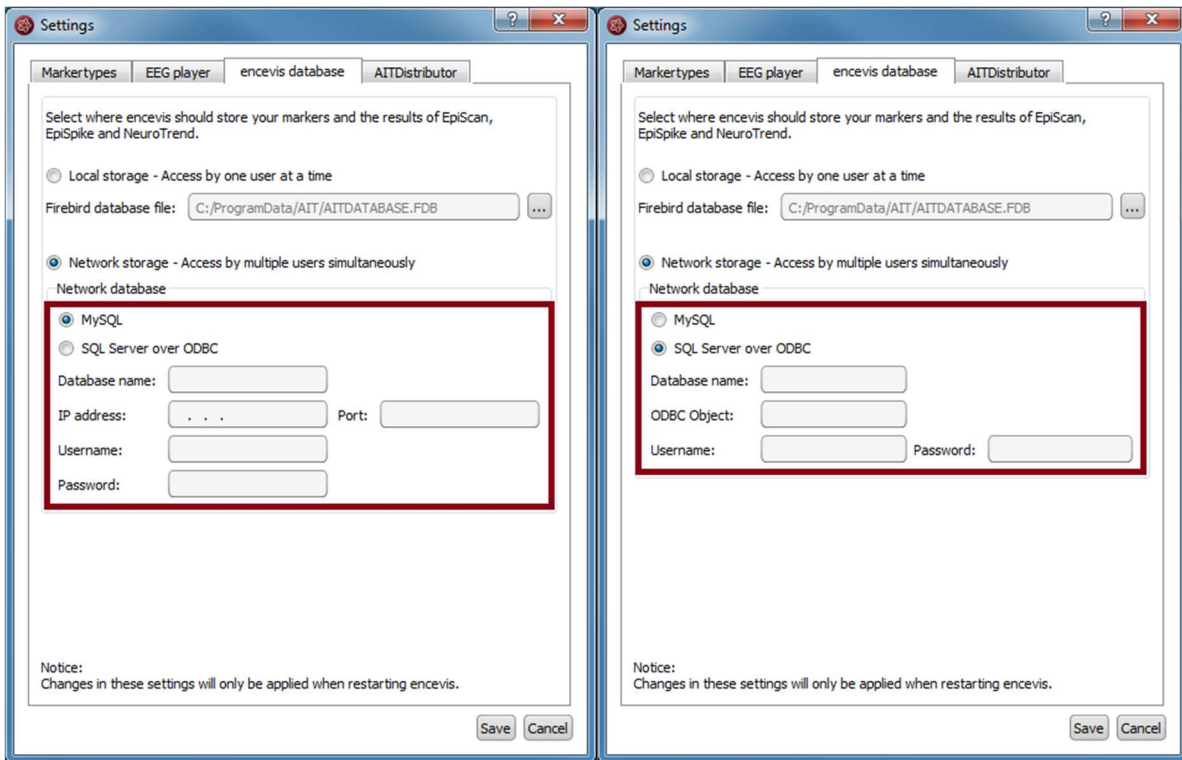 Settings
?
X
Markertypes
EEG player
encevis database
AITDistributor
Select where encevis should store your markers and the results of EpiScan,
EpiSpike and NeuroTrend.
Local storage - Access by one user at a time
Firebird database file: C:/ProgramData/AIT/AITDATABASE.FDB ...
Network storage - Access by multiple users simultaneously
Network database
MySQL
SQL Server over ODBC
Database name:
IP address: . . . Port:
Username:
Password:
Notice:
Changes in these settings will only be applied when restarting encevis.
Save
Cancel
Settings
?
X
Markertypes
EEG player
encevis database
AITDistributor
Select where encevis should store your markers and the results of EpiScan,
EpiSpike and NeuroTrend.
Local storage - Access by one user at a time
Firebird database file: C:/ProgramData/AIT/AITDATABASE.FDB ...
Network storage - Access by multiple users simultaneously
Network database
MySQL
SQL Server over ODBC
Database name:
ODBC Object:
Username: Password:
Notice:
Changes in these settings will only be applied when restarting encevis.
Save
Cancel